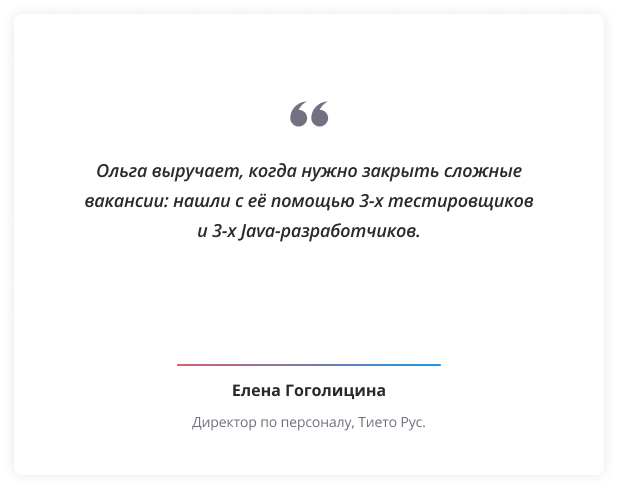 “
Ольга выручает, когда нужно закрыть сложные
вакансии: нашли с её помощью 3-х тестировщиков
и 3-х Java-разработчиков.
Елена Гоголицина
Директор по персоналу, Тието Рус.